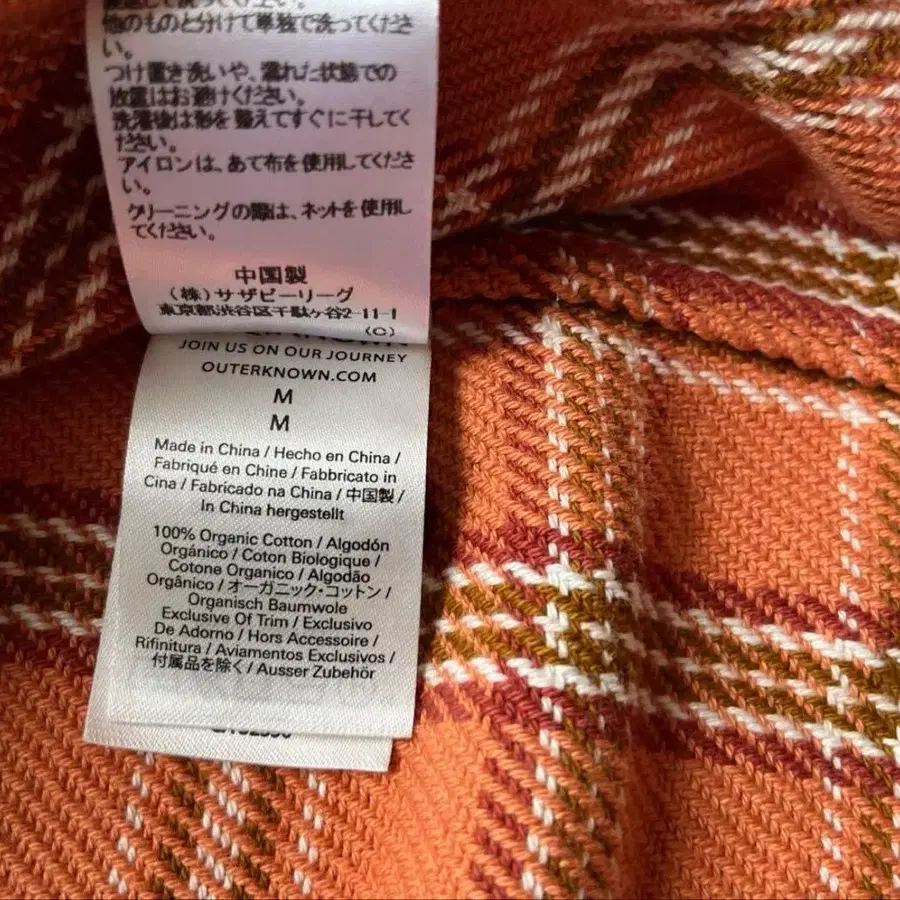 他のものと分けて単独で洗ってくださ
い。
つけ置き洗いや、濡れた状態での
放置はお避けください。
洗濯後は形を整えてすぐに干してく
ださい。
アイロンは、あて布を使用してくださ
い。
クリーニングの際は、ネットを使用し
てください。
中国製
(株)サザビーリーグ
東京都渋谷区千駄ヶ谷2-11-1
(C)
JOIN US ON OUR JOURNEY
OUTERKNOWN.COM
M
M
Made in China / Hecho en China /
Fabriqué en Chine / Fabbricato in
Cina / Fabricado na China / 中国製 /
In China hergestellt
100% Organic Cotton / Algodón
Orgánico / Coton Biologique /
Cotone Organico / Algodão
Orgânico / オーガニック・コットン /
Organisch Baumwole
Exclusive Of Trim / Exclusivo
De Adorno / Hors Accessoire /
Rifinitura / Aviamentos Exclusivos /
付属品を除く / Ausser Zubehör